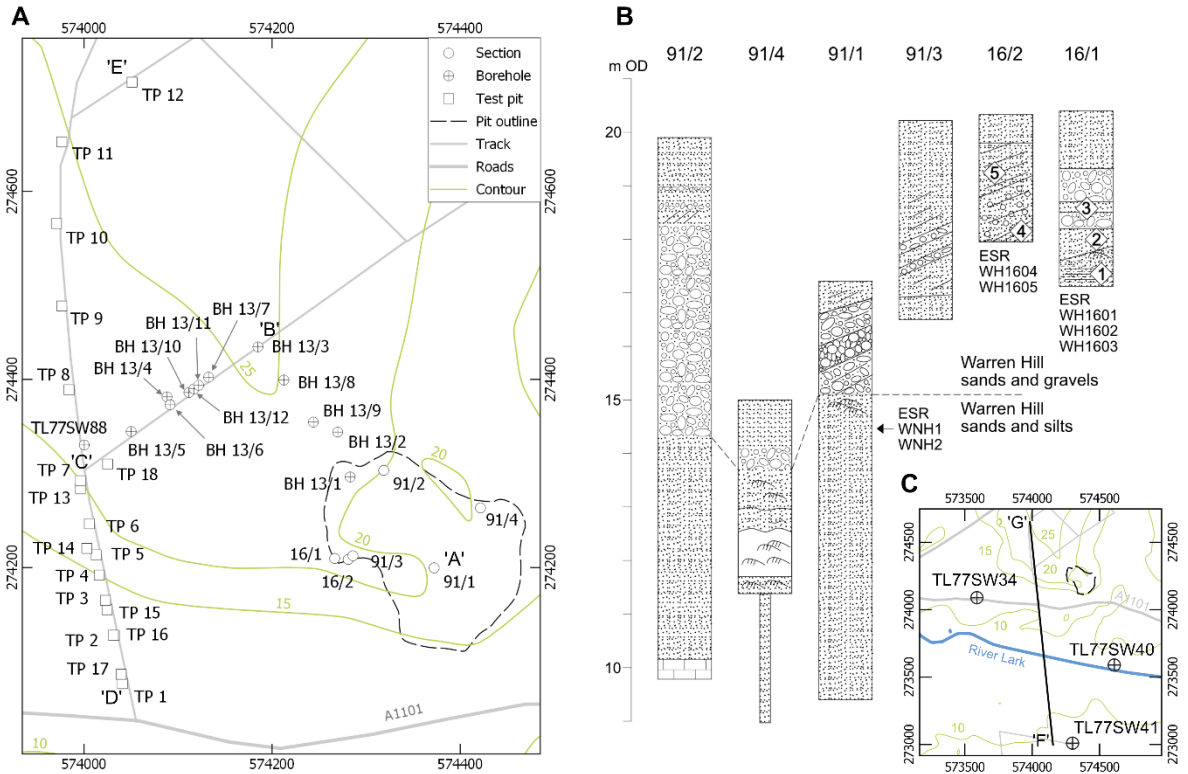 A
574000
574200
574400
274600
274400
274200
274600
274400
274200
574000
574200
574400
Section
Borehole
Test pit
Pit outline
Track
Roads
Contour
'E'
TP 12
TP 11
TP 10
TP 9
TP 8
BH 13/7
BH 13/11
BH 13/10
BH 13/4
'B'
BH 13/3
25
BH 13/8
BH 13/12
BH 13/9
BH 13/6
BH 13/5
BH 13/2
TL77SW88
'C'
TP 7
TP 18
TP 13
BH 13/1
91/2
20
91/4
TP 6
TP 14
TP 5
TP 4
TP 3
TP 15
TP 2
TP 16
TP 17
'D'
TP 1
16/1
16/2
20
91/3
'A'
91/1
15
10
A1101
B
91/2
91/4
91/1
91/3
16/2
16/1
m OD
20
15
10
5
4
3
2
1
ESR
WH1604
WH1605
ESR
WH1601
WH1602
WH1603
Warren Hill
sands and gravels
Warren Hill
sands and silts
ESR
WNH1
WNH2
C
573500
574000
574500
274500
274000
273500
273000
274500
274000
273500
273000
573500
574000
574500
'G'
15
25
20
TL77SW34
A1101
10
0
0
River Lark
TL77SW40
10
'F'
TL77SW41